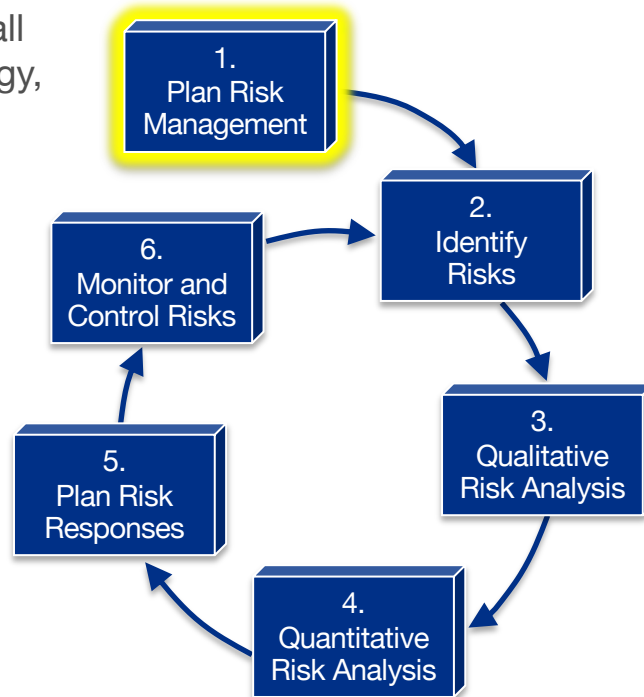 all
gy,
1.
Plan Risk
Management
2.
Identify
Risks
3.
Qualitative
Risk Analysis
4.
Quantitative
Risk Analysis
5.
Plan Risk
Responses
6.
Monitor and
Control Risks